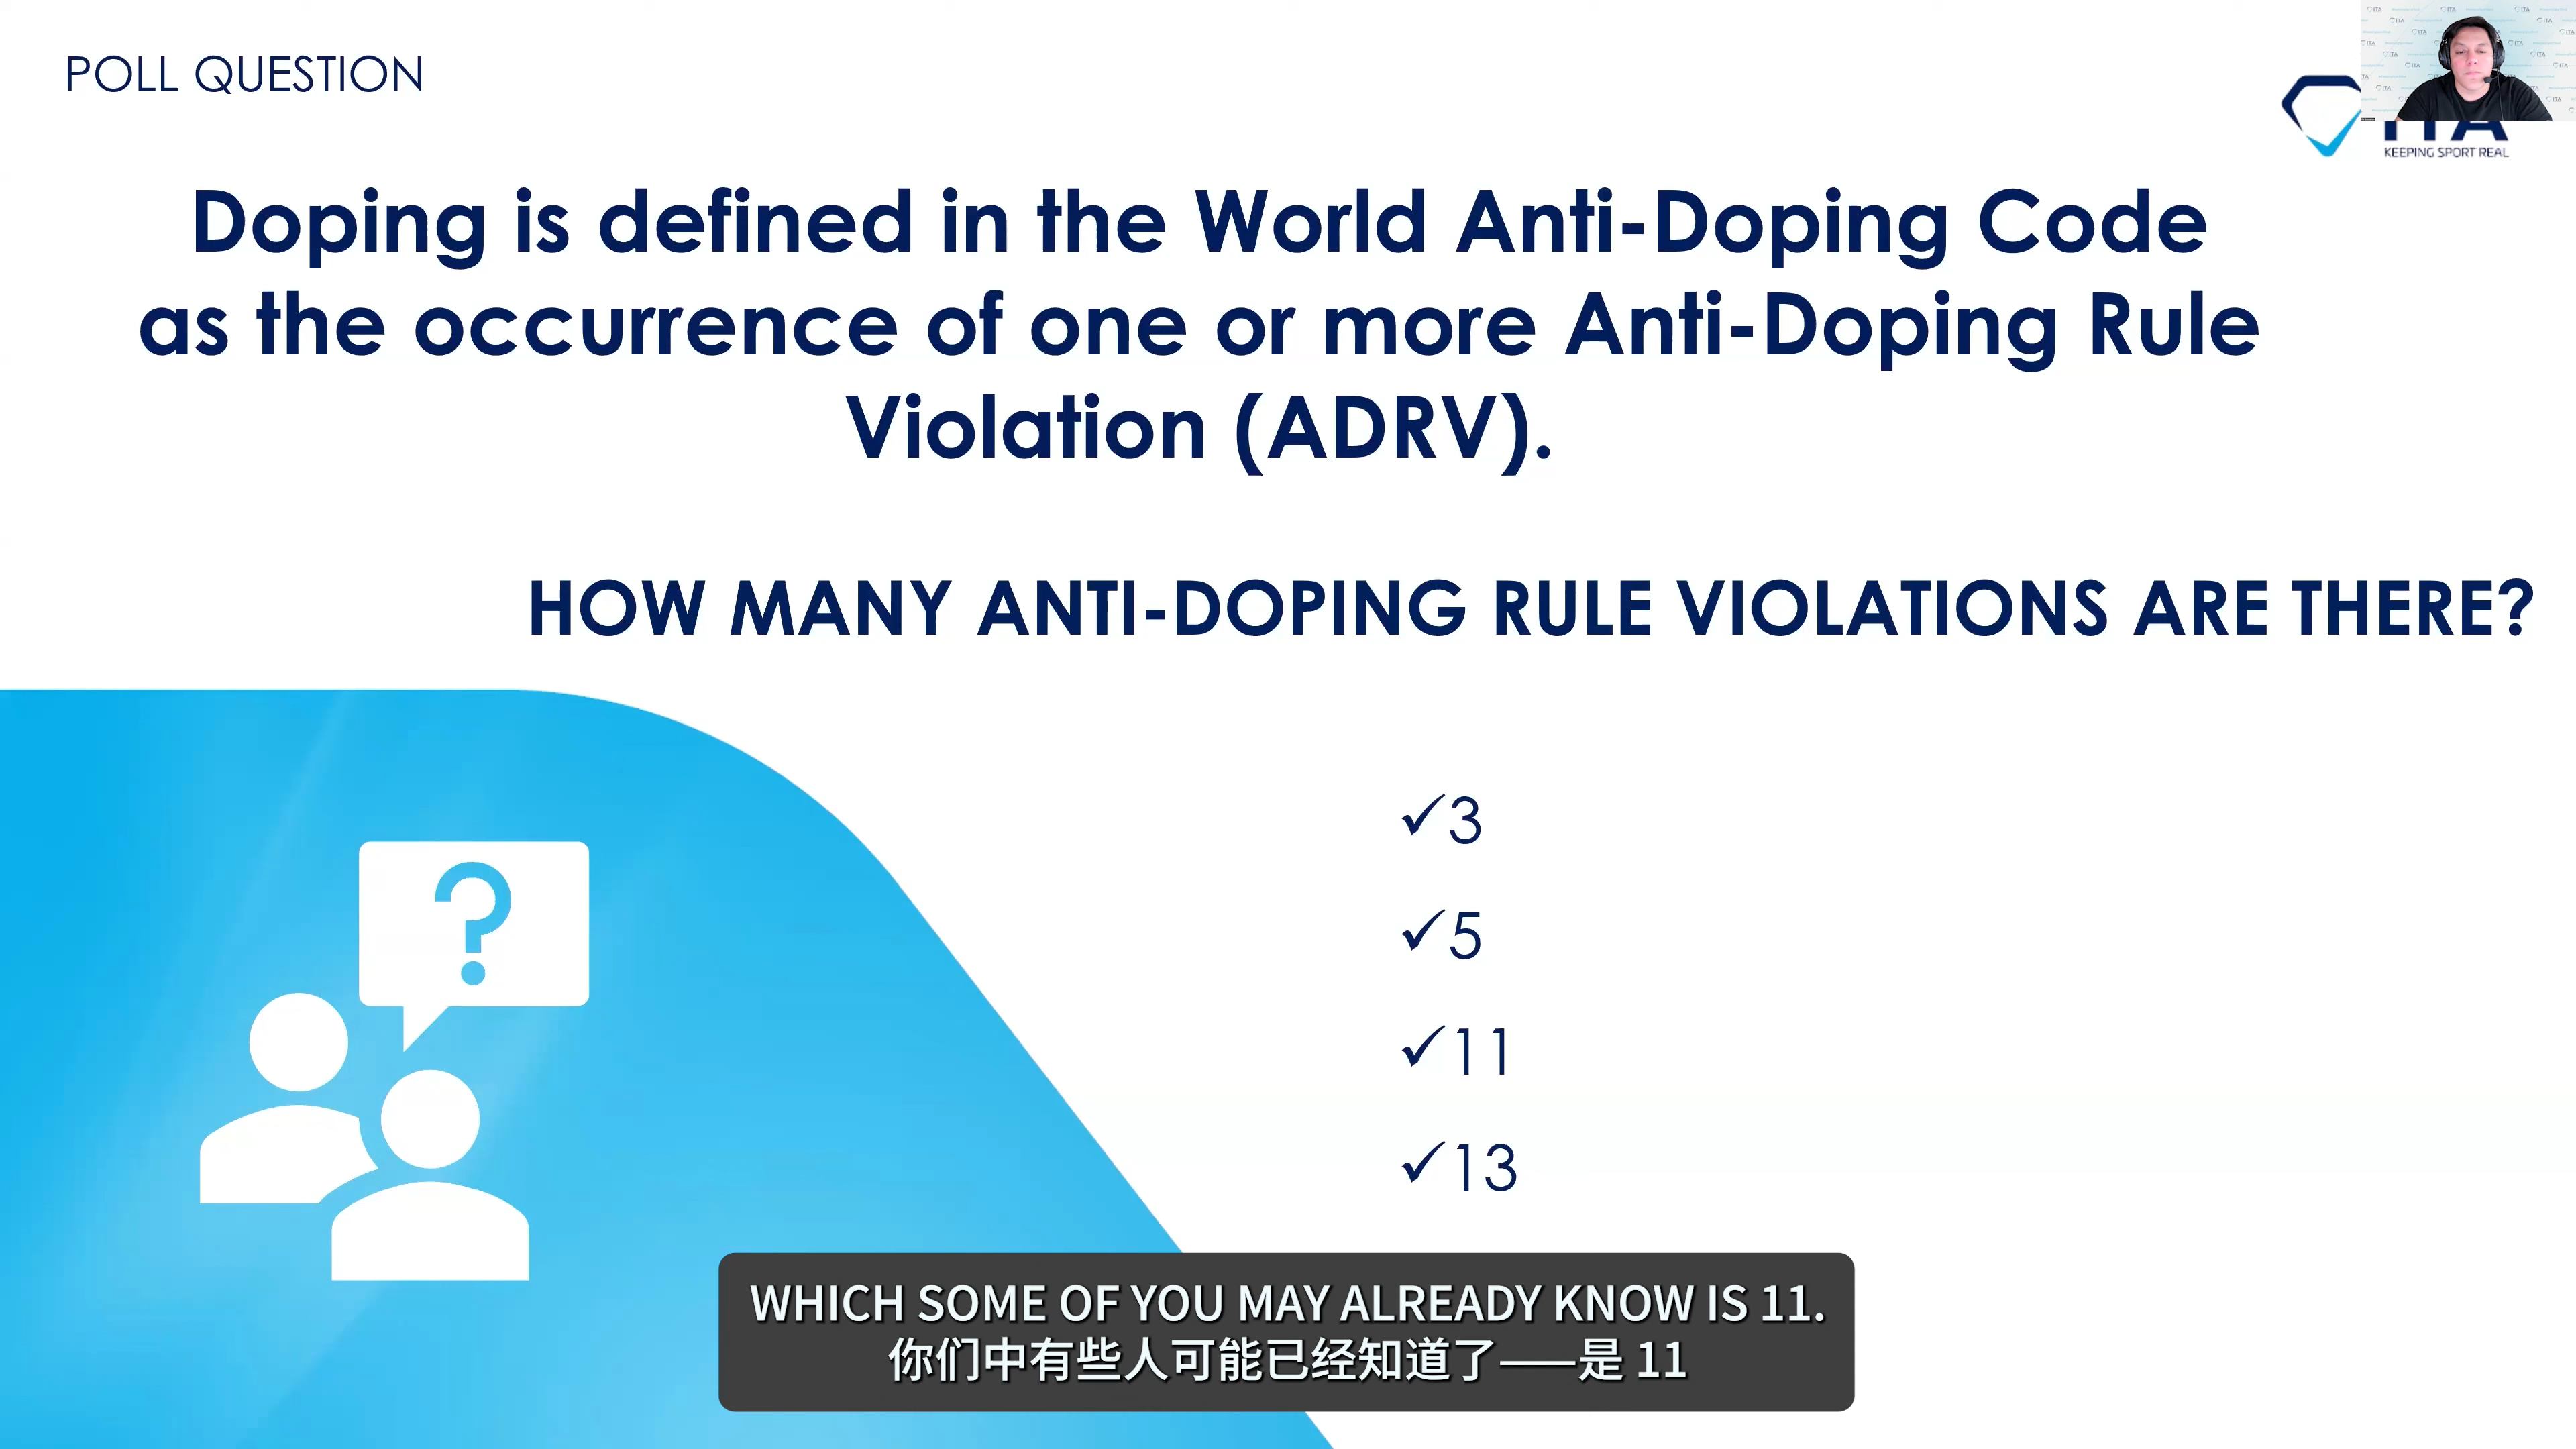 POLL QUESTION
ITA
KEEPING SPORT REAL
Doping is defined in the World Anti-Doping Code
as the occurrence of one or more Anti-Doping Rule
Violation (ADRV).
HOW MANY ANTI-DOPING RULE VIOLATIONS ARE THERE?
?
✓3
✓5
✓11
✓13
WHICH SOME OF YOU MAY ALREADY KNOW IS 11.
你们中有些人可能已经知道了——是 11